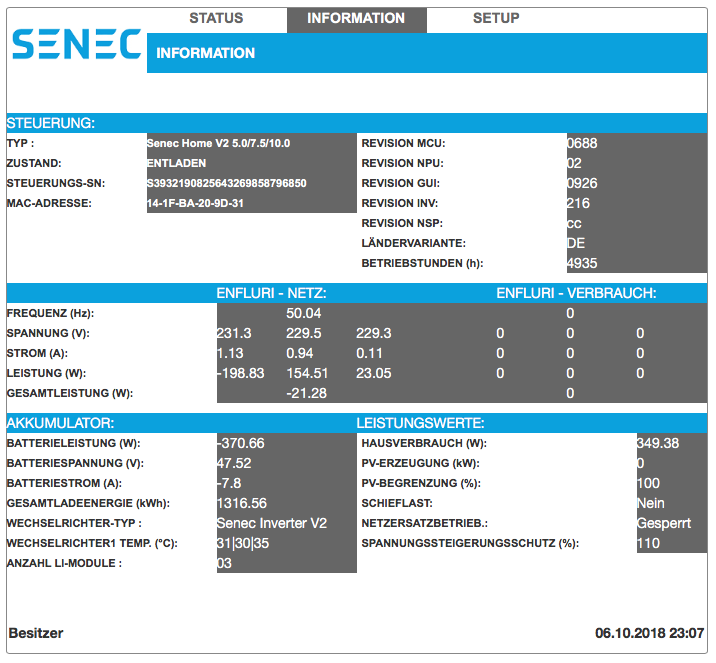 STATUS INFORMATION SETUP
SENEC
INFORMATION
STEUERUNG:
TYP : Senec Home V2 5.0/7.5/10.0 REVISION MCU: 0688
ZUSTAND: ENTLADEN REVISION NPU: 02
STEUERUNGS-SN: S3932190825643269858796850 REVISION GUI: 0926
MAC-ADRESSE: 14-1F-BA-20-9D-31 REVISION INV: 216
REVISION NSP: cc
LÄNDERVARIANTE: DE
BETRIEBSTUNDEN (h): 4935
ENFLURI - NETZ: ENFLURI - VERBRAUCH:
FREQUENZ (Hz): 50.04 0
SPANNUNG (V): 231.3 229.5 229.3 0 0 0
STROM (A): 1.13 0.94 0.11 0 0 0
LEISTUNG (W): -198.83 154.51 23.05 0 0 0
GESAMTLEISTUNG (W): -21.28 0
AKKUMULATOR: LEISTUNGSWERTE:
BATTERIELEISTUNG (W): -370.66 HAUSVERBRAUCH (W): 349.38
BATTERIESPANNUNG (V): 47.52 PV-ERZEUGUNG (kW): 0
BATTERIESTROM (A): -7.8 PV-BEGRENZUNG (%): 100
GESAMTLADEENERGIE (kWh): 1316.56 SCHIEFLAST: Nein
WECHSELRICHTER-TYP : Senec Inverter V2 NETZERSATZBETRIEB.: Gesperrt
WECHSELRICHTER1 TEMP. (°C): 31|30|35 SPANNUNGSSTEIGERUNGSSCHUTZ (%): 110
ANZAHL LI-MODULE : 03
Besitzer 06.10.2018 23:07